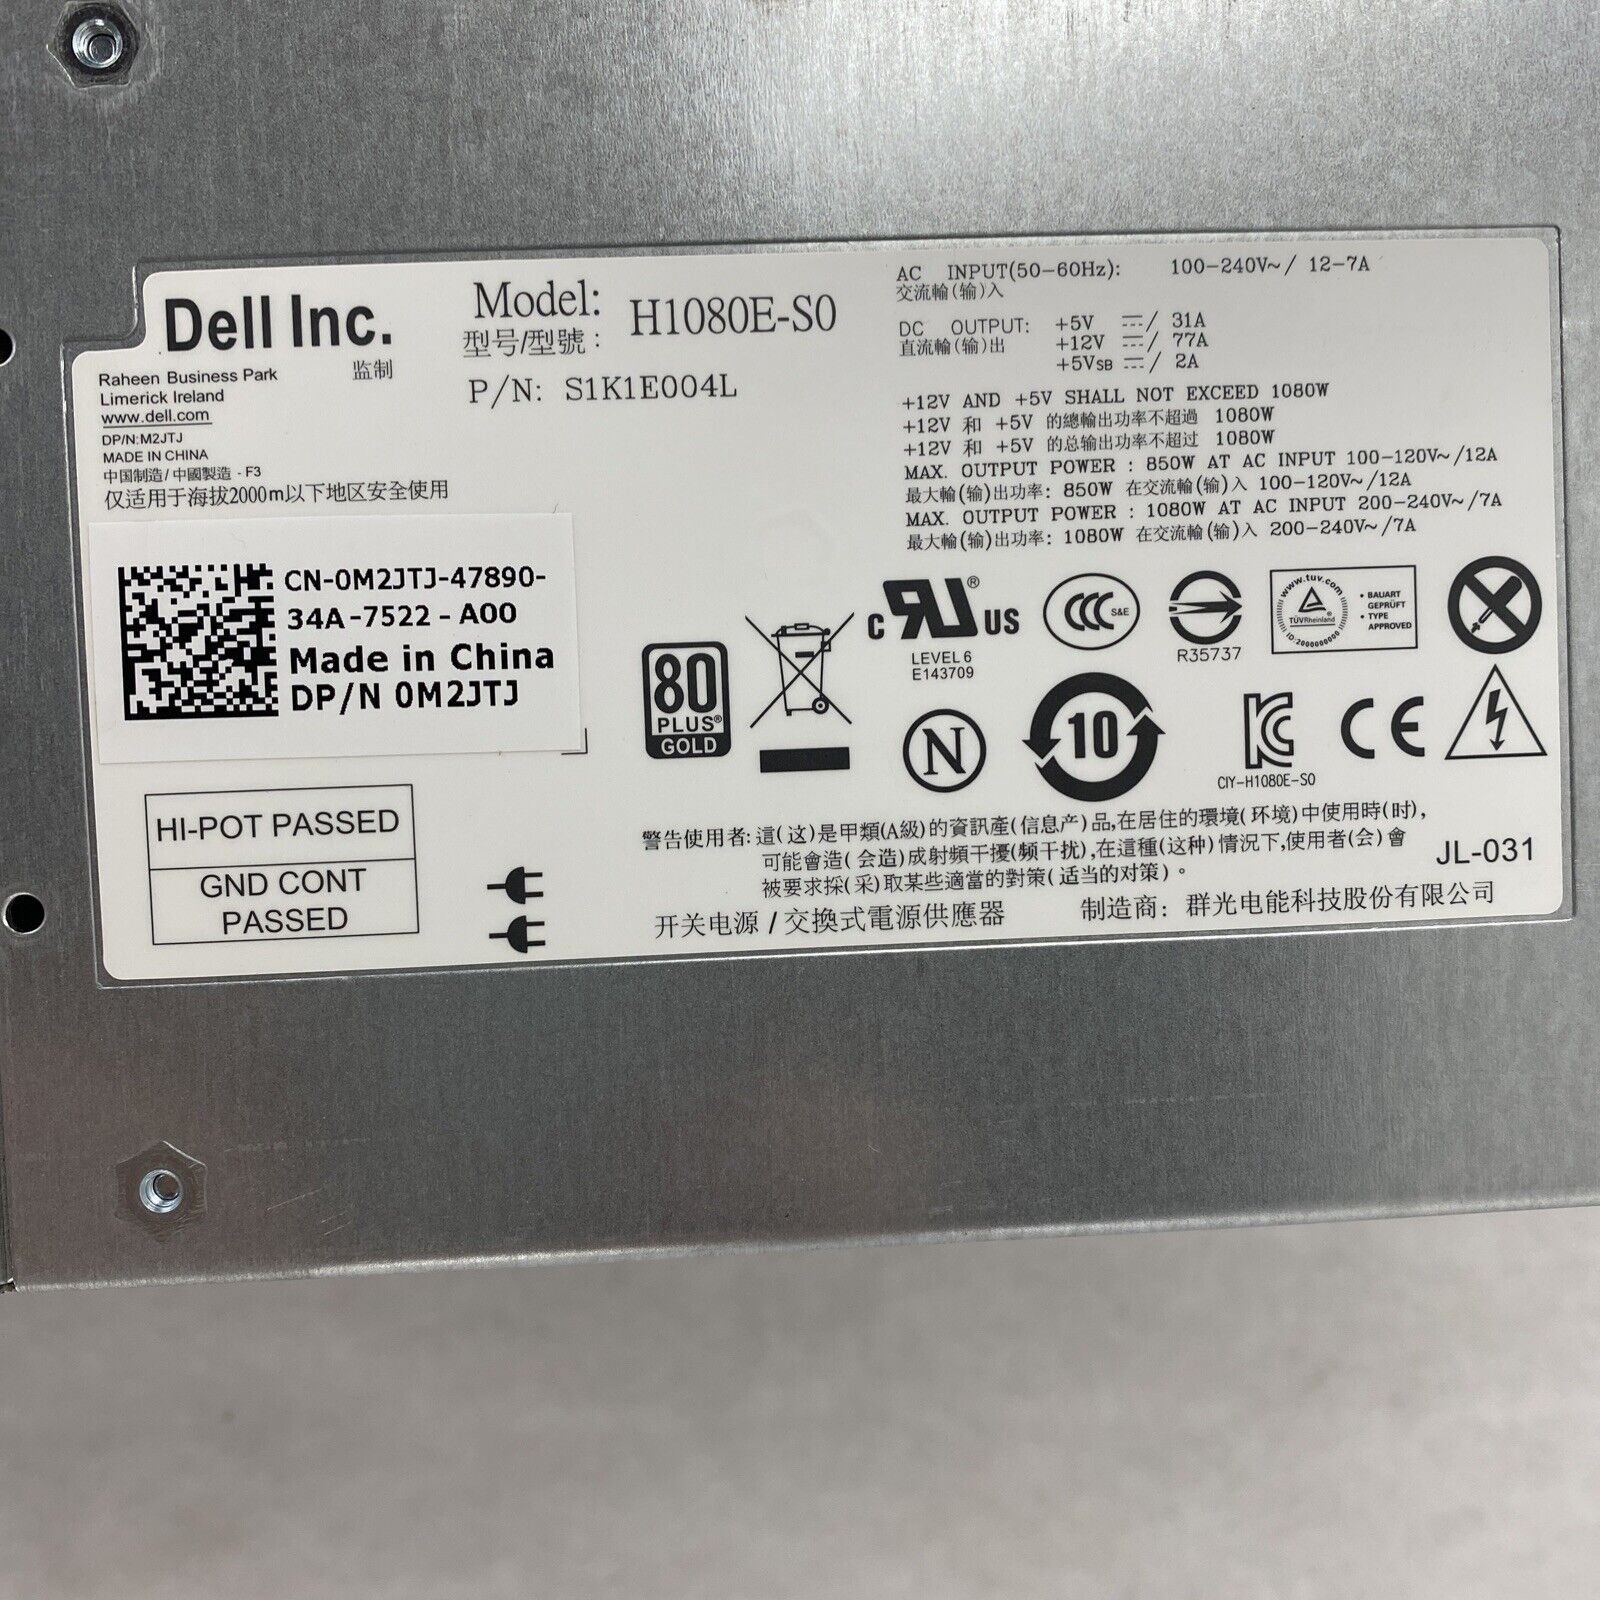 Dell Inc.
监制
Raheen Business Park
Limerick Ireland
www.dell.com
DP/N:M2JTJ
MADE IN CHINA
中国制造/中國製造 - F3
仅适用于海拔2000m以下地区安全使用
Model: H1080E-S0
型号/型號:
P/N: S1K1E004L
AC INPUT(50-60Hz): 100-240V~/ 12-7A
交流輸(输)入
DC OUTPUT: +5V ⎓/ 31A
直流輸(输)出 +12V ⎓/ 77A
+5VSB ⎓/ 2A
+12V AND +5V SHALL NOT EXCEED 1080W
+12V 和 +5V 的總輸出功率不超過 1080W
+12V 和 +5V 的总输出功率不超过 1080W
MAX. OUTPUT POWER : 850W AT AC INPUT 100-120V~/12A
最大輸(输)出功率: 850W 在交流輸(输)入 100-120V~/12A
MAX. OUTPUT POWER : 1080W AT AC INPUT 200-240V~/7A
最大輸(输)出功率: 1080W 在交流輸(输)入 200-240V~/7A
CN-0M2JTJ-47890-
34A-7522-A00
Made in China
DP/N 0M2JTJ
80
PLUS®
GOLD
c RU® US
LEVEL 6
E143709
CCC S&E
R35737
www.tuv.com
TÜVRheinland
ID:2000000000
• BAUART
GEPRÜFT
• TYPE
APPROVED
N
10
KC
CIY-H1080E-S0
CE
HI-POT PASSED
GND CONT
PASSED
警告使用者: 這(这)是甲類(A級)的資訊產(信息产)品,在居住的環境(环境)中使用時(时),
可能會造(会造)成射頻干擾(频干扰),在這種(这种)情況下,使用者(会)會
被要求採(采)取某些適當的對策(适当的对策)。
JL-031
开关电源 / 交換式電源供應器
制造商: 群光电能科技股份有限公司